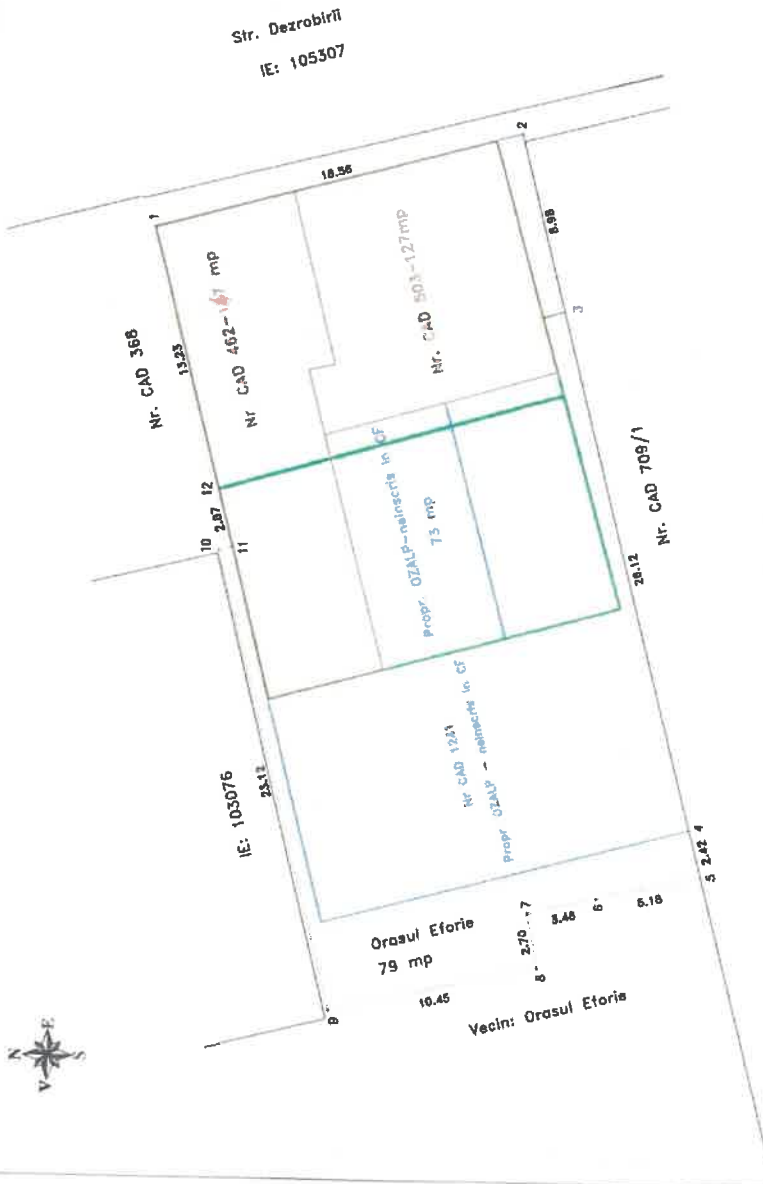 Str. Dezrobirii
IE: 105307
N
V
E
S
1
2
18.56
Nr. CAD 368
13.23
Nr CAD 462- mp
Nr. CAD 503-127mp
8.98
3
12
2.87
10
11
Propr. OZALP-neinscris in CF
73 mp
Nr. CAD 709/1
26.12
IE: 103076
23.12
Nr CAD 1241
Propr OZALP - neinscris in CF
4
2.42
5
Orasul Eforie
79 mp
7
2.70
8
3.48
6
5.18
10.45
9
Vecin: Orasul Eforie